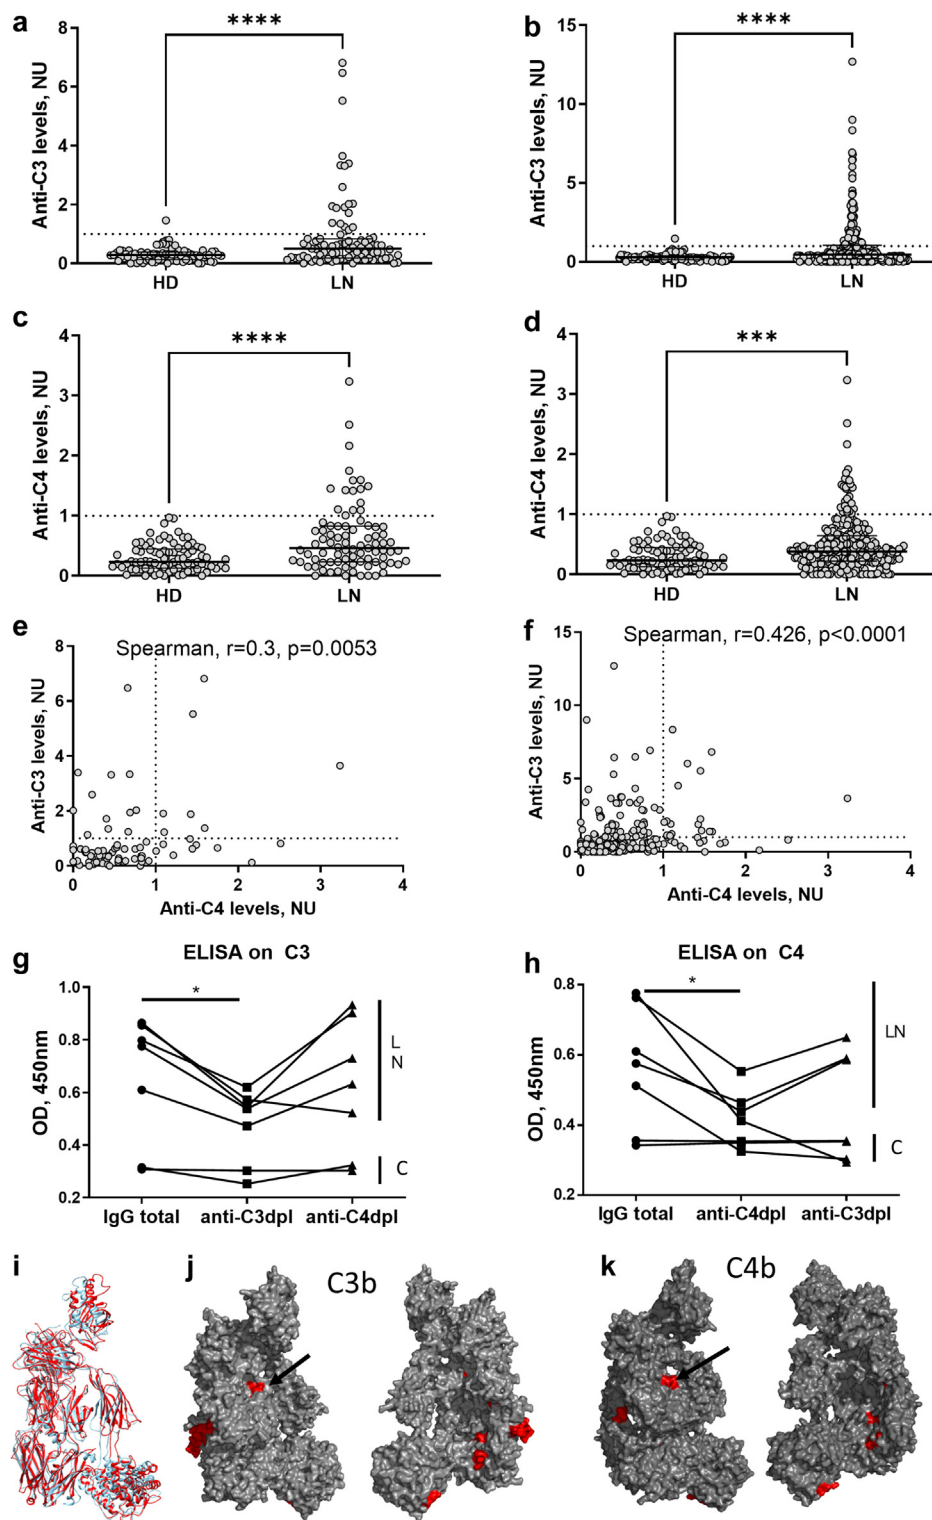 a
****
8
6
4
2
0
Anti-C3 levels, NU
HD
LN
b
****
15
10
5
0
Anti-C3 levels, NU
HD
LN
c
****
4
3
2
1
0
Anti-C4 levels, NU
HD
LN
d
***
4
3
2
1
0
Anti-C4 levels, NU
HD
LN
e
Spearman, r=0.3, p=0.0053
8
6
4
2
0
Anti-C3 levels, NU
0 1 2 3 4
Anti-C4 levels, NU
f
Spearman, r=0.426, p<0.0001
15
10
5
0
Anti-C3 levels, NU
0 1 2 3 4
Anti-C4 levels, NU
g
ELISA on C3
*
1.0
0.8
0.6
0.4
0.2
OD, 450nm
L
N
C
IgG total anti-C3dpl anti-C4dpl
h
ELISA on C4
*
0.8
0.6
0.4
0.2
OD, 450nm
LN
C
IgG total anti-C4dpl anti-C3dpl
i
j
C3b
k
C4b